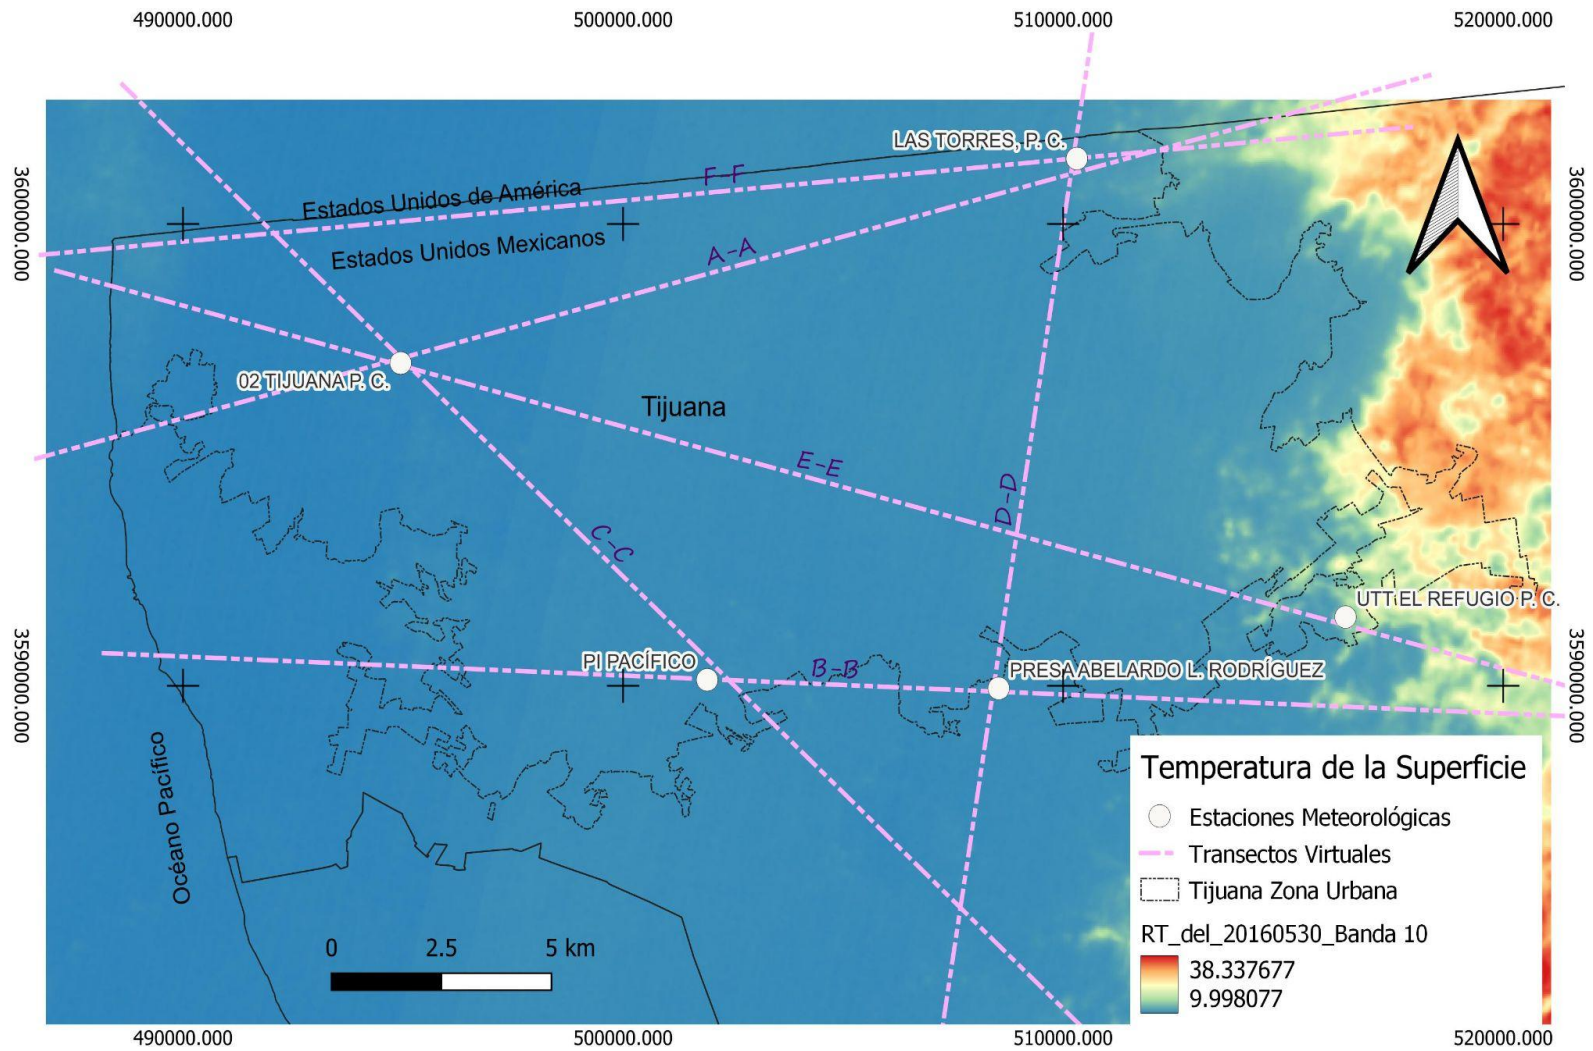 490000.000
500000.000
510000.000
520000.000
LAS TORRES, P. C.
F-F
3600000.000
3600000.000
Estados Unidos de América
Estados Unidos Mexicanos
A-A
02 TIJUANA P. C.
Tijuana
E-E
D-D
C-C
UTT EL REFUGIO P. C.
3590000.000
3590000.000
PI PACÍFICO
B-B
PRESA ABELARDO L. RODRÍGUEZ
Océano Pacífico
Temperatura de la Superficie
Estaciones Meteorológicas
Transectos Virtuales
Tijuana Zona Urbana
RT_del_20160530_Banda 10
38.337677
9.998077
0 2.5 5 km
490000.000
500000.000
510000.000
520000.000